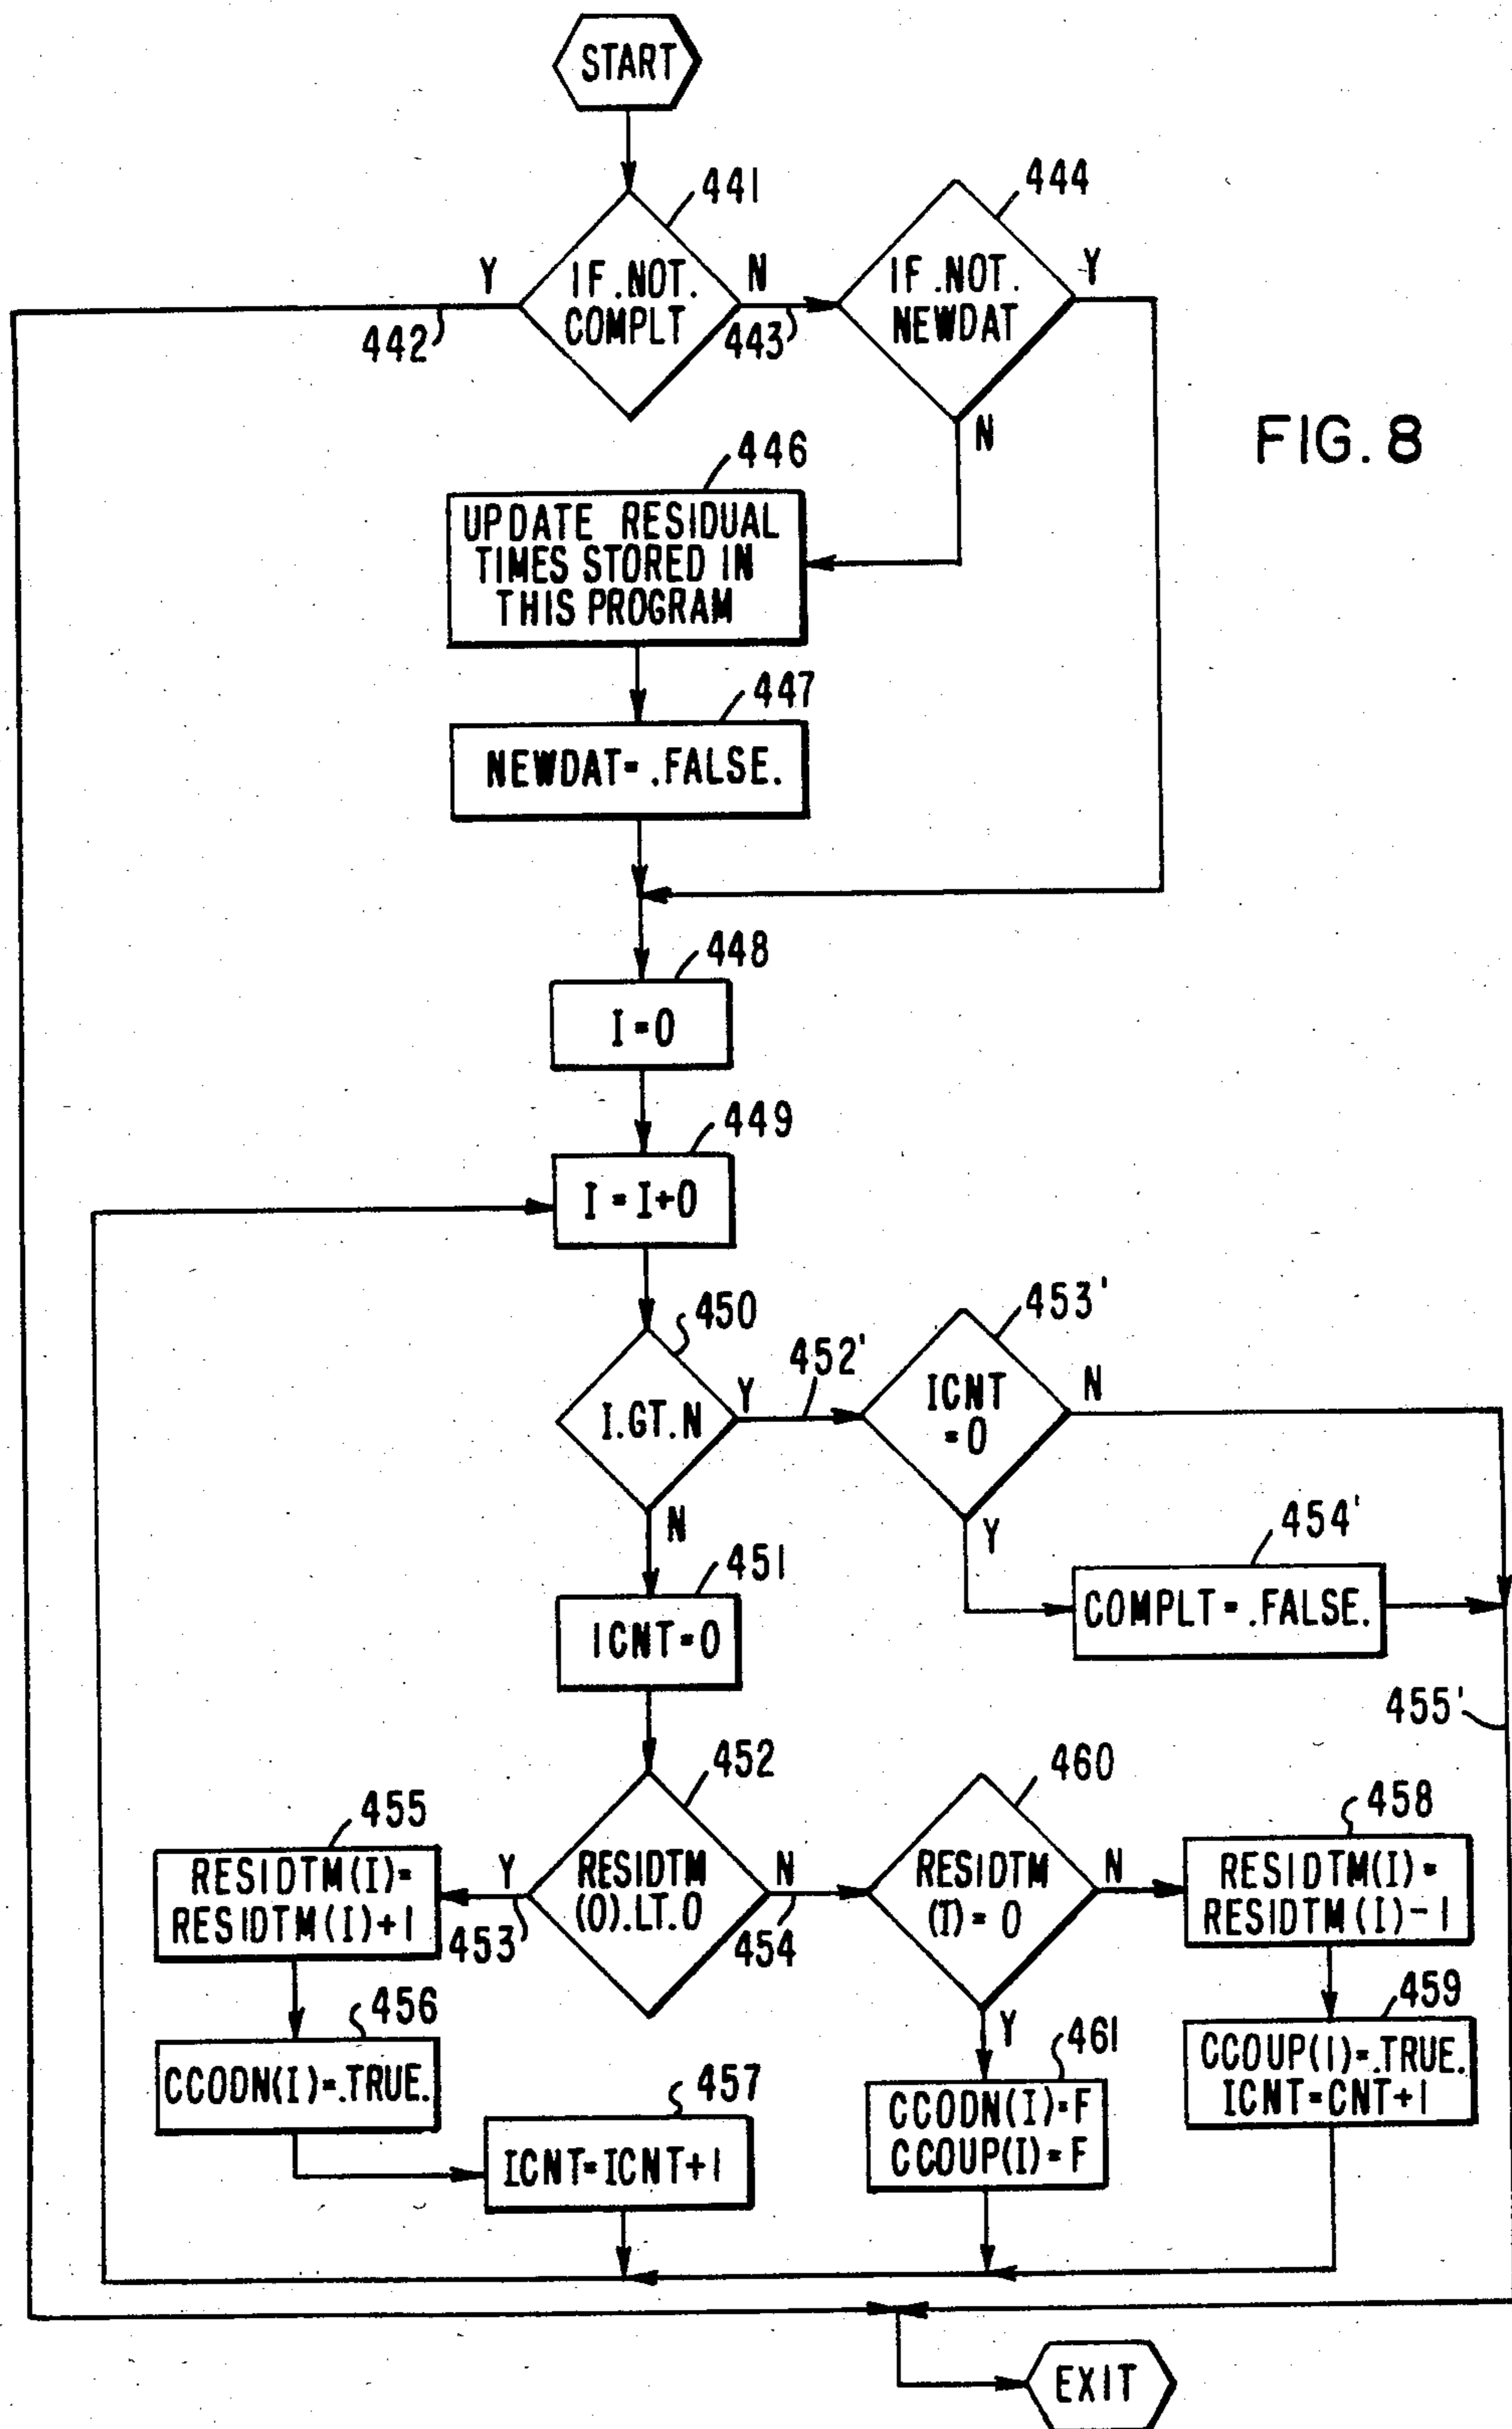 START
441
444
Y
IF .NOT.
COMPLT
N
IF .NOT.
NEWDAT
Y
442
443
N
FIG. 8
446
UPDATE RESIDUAL
TIMES STORED IN
THIS PROGRAM
447
NEWDAT= .FALSE.
448
I=0
449
I=I+0
450
I.GT.N
Y
452'
453'
ICNT
=0
N
N
Y
454'
COMPLT=.FALSE.
451
ICNT=0
455'
452
460
458
455
RESIDTM(I)=
RESIDTM(I)+1
Y
453
RESIDTM
(0).LT.0
N
454
RESIDTM
(I)=0
N
RESIDTM(I)=
RESIDTM(I)-1
456
CCODN(I)=.TRUE.
457
ICNT=ICNT+1
Y
461
CCODN(I)=F
CCOUP(I)=F
459
CCOUP(I)=.TRUE.
ICNT=CNT+1
EXIT